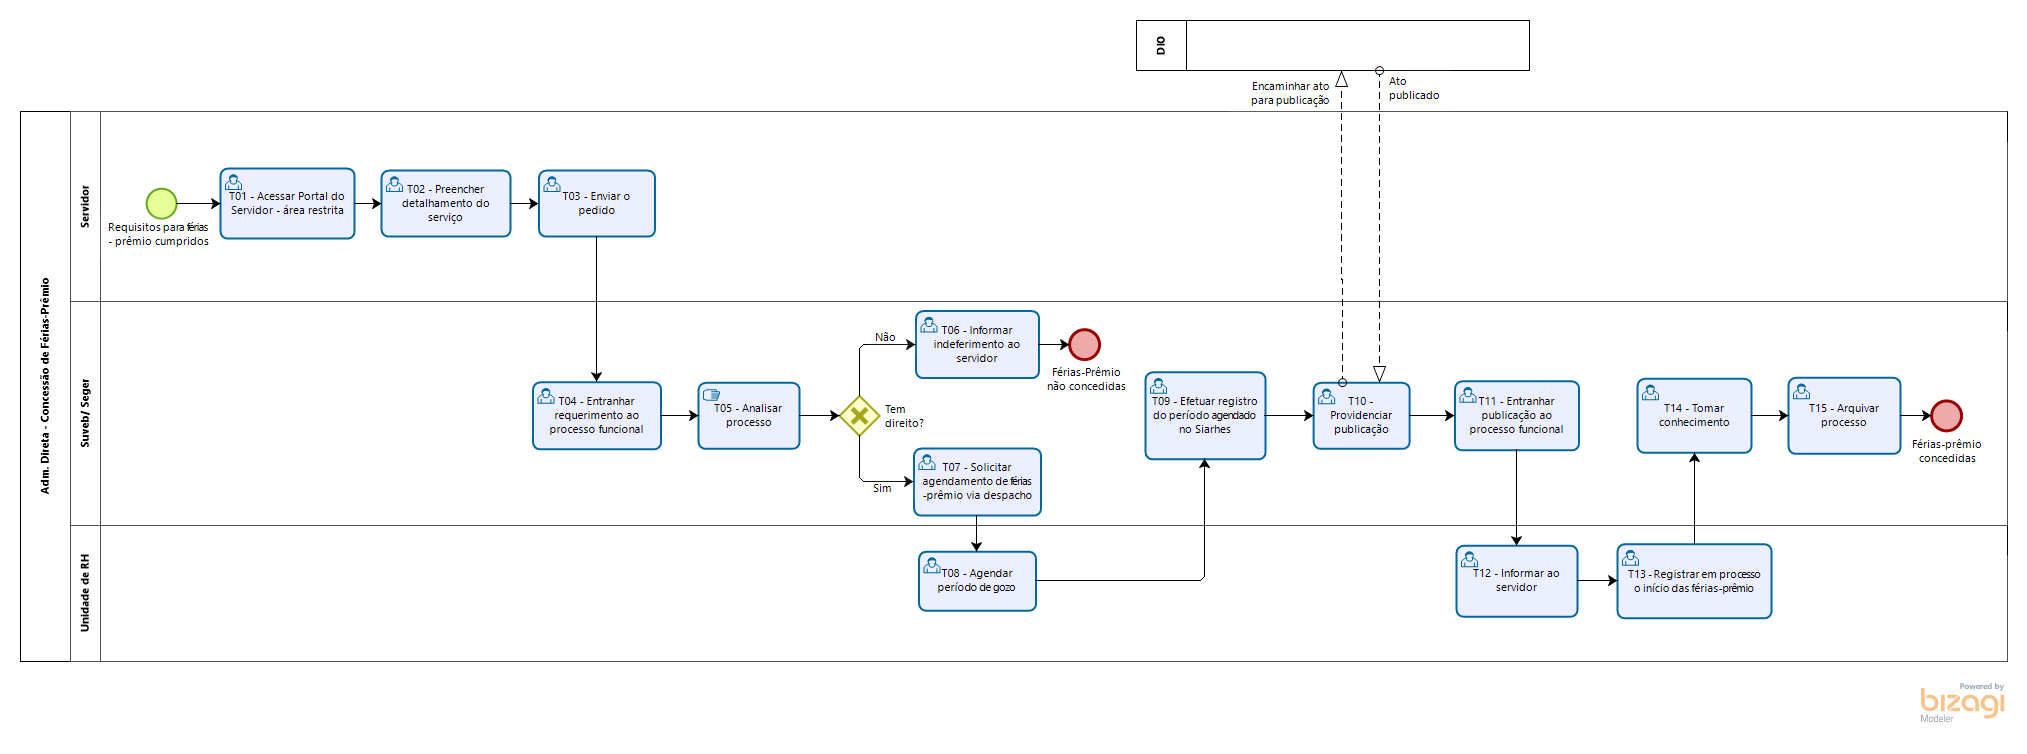 DIO
Encaminhar ato
para publicação
Ato
publicado
Adm. Direta - Concessão de Férias-Prêmio
Servidor
Requisitos para férias
- prêmio cumpridos
T01 - Acessar Portal do
Servidor - área restrita
T02 - Preencher
detalhamento do
serviço
T03 - Enviar o
pedido
Suveb/ Seger
T04 - Entranhar
requerimento ao
processo funcional
T05 - Analisar
processo
Tem
direito?
Não
T06 - Informar
indeferimento ao
servidor
Férias-Prêmio
não concedidas
Sim
T07 - Solicitar
agendamento de férias
-prêmio via despacho
T09 - Efetuar registro
do período agendado
no Siarhes
T10 -
Providenciar
publicação
T11 - Entranhar
publicação ao
processo funcional
T14 - Tomar
conhecimento
T15 - Arquivar
processo
Férias-prêmio
concedidas
Unidade de RH
T08 - Agendar
período de gozo
T12 - Informar ao
servidor
T13 - Registrar em processo
o início das férias-prêmio
Powered by
bizagi
Modeler